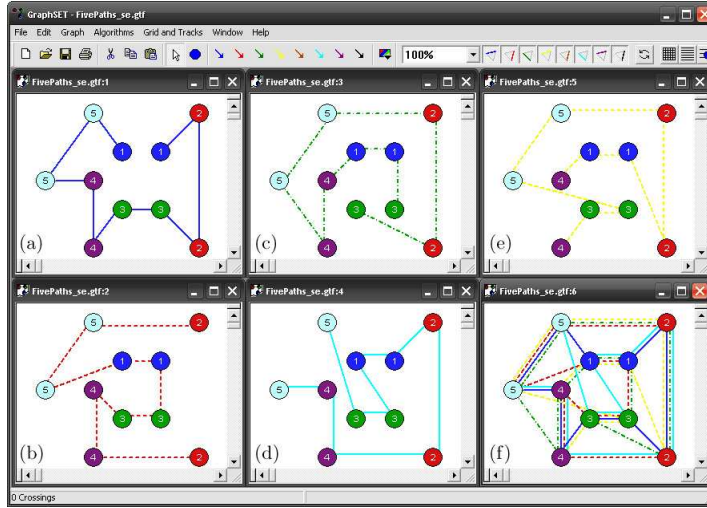 GraphSET - FivePaths_se.gtf
File Edit Graph Algorithms Grid and Tracks Window Help
100%
FivePaths_se.gtf:1
5 2
1 1
5 4
3 3
4 2
(a)
FivePaths_se.gtf:3
5 2
1 1
5 4
3 3
4 2
(c)
FivePaths_se.gtf:5
5 2
1 1
5 4
3 3
4 2
(e)
FivePaths_se.gtf:2
5 2
1 1
5 4
3 3
4 2
(b)
FivePaths_se.gtf:4
5 2
1 1
5 4
3 3
4 2
(d)
FivePaths_se.gtf:6
5 2
1 1
5 4
3 3
4 2
(f)
0 Crossings